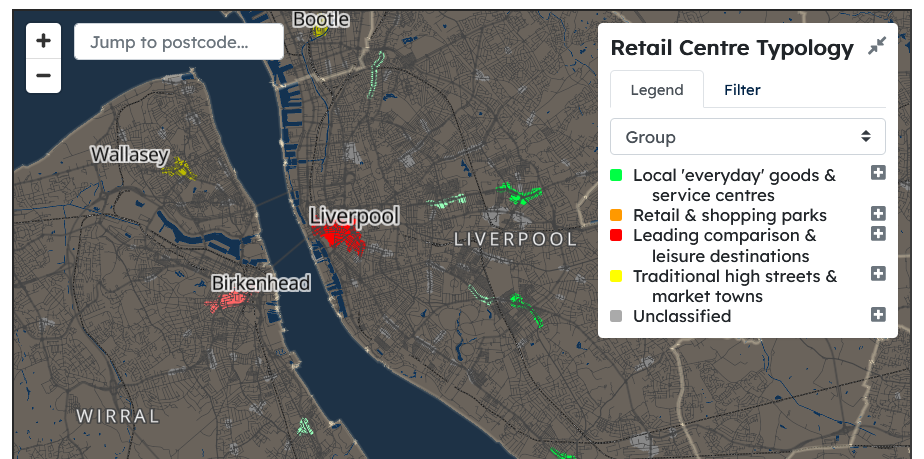 Bootle
+
Jump to postcode...
−
Retail Centre Typology
Legend
Filter
Group
Wallasey
Local 'everyday' goods &
service centres
Retail & shopping parks
Liverpool
LIVERPOOL
Leading comparison &
leisure destinations
Birkenhead
Traditional high streets &
market towns
Unclassified
WIRRAL